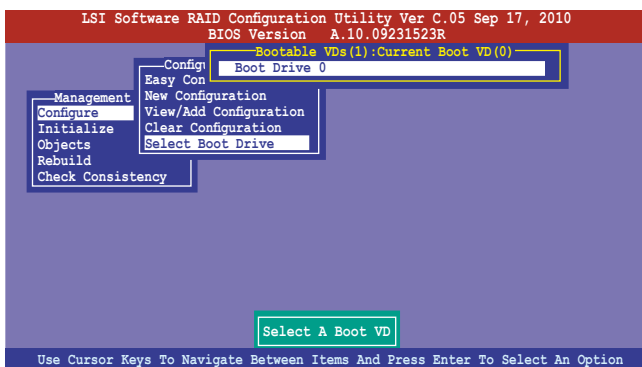 LSI Software RAID Configuration Utility Ver C.05 Sep 17, 2010
BIOS Version A.10.09231523R
Bootable VDs(1):Current Boot VD(0)
Boot Drive 0
Easy Con
New Configuration
View/Add Configuration
Clear Configuration
Select Boot Drive
Management
Configure
Initialize
Objects
Rebuild
Check Consistency
Select A Boot VD
Use Cursor Keys To Navigate Between Items And Press Enter To Select An Option